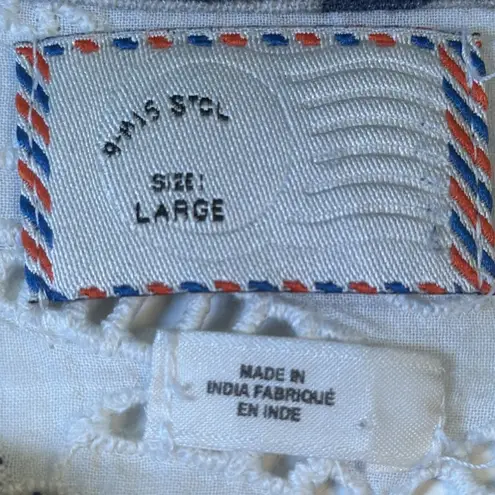 9-H15 STCL
SIZE:
LARGE
MADE IN
INDIA FABRIQUÉ
EN INDE